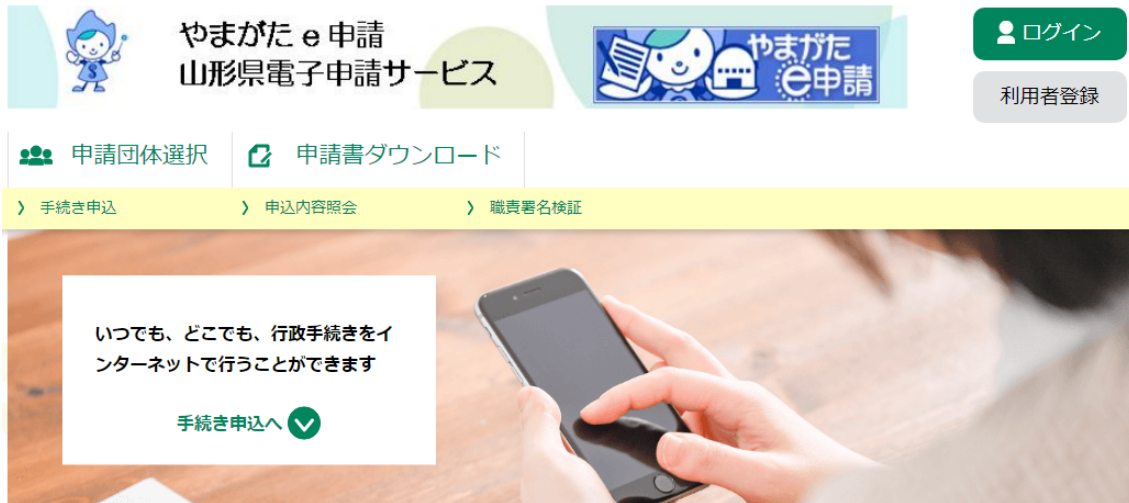 やまがた e 申請
山形県電子申請サービス
S
やまがた
e申請
ログイン
利用者登録
申請団体選択
申請書ダウンロード
手続き申込
申込内容照会
職責署名検証
いつでも、どこでも、行政手続きをイ
ンターネットで行うことができます
手続き申込へ